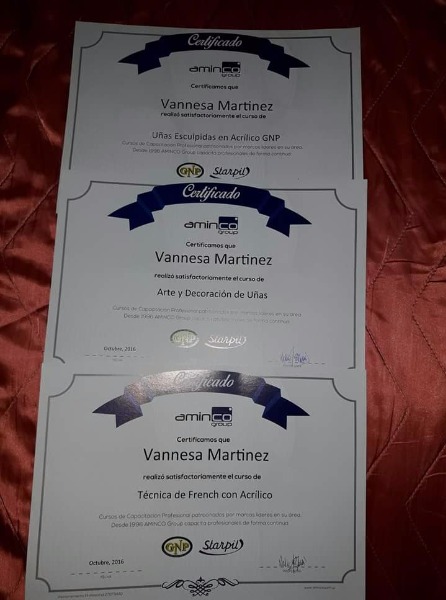 Certificado
aminco
group
Certificamos que
Vannesa Martinez
realizó satisfactoriamente el curso de
Uñas Esculpidas en Acrílico GNP
Cursos de Capacitación Profesional patrocinados por marcas líderes en su área.
Desde 1996 AMINCO Group capacita profesionales de forma continua.
GNP Starpil
Certificado
aminco
group
Certificamos que
Vannesa Martinez
realizó satisfactoriamente el curso de
Arte y Decoración de Uñas
Cursos de Capacitación Profesional patrocinados por marcas líderes en su área.
Desde 1996 AMINCO Group capacita profesionales de forma continua.
GNP Starpil
Octubre, 2016
Certificado
aminco
group
Certificamos que
Vannesa Martinez
realizó satisfactoriamente el curso de
Técnica de French con Acrílico
Cursos de Capacitación Profesional patrocinados por marcas líderes en su área.
Desde 1996 AMINCO Group capacita profesionales de forma continua.
GNP Starpil
Octubre, 2016